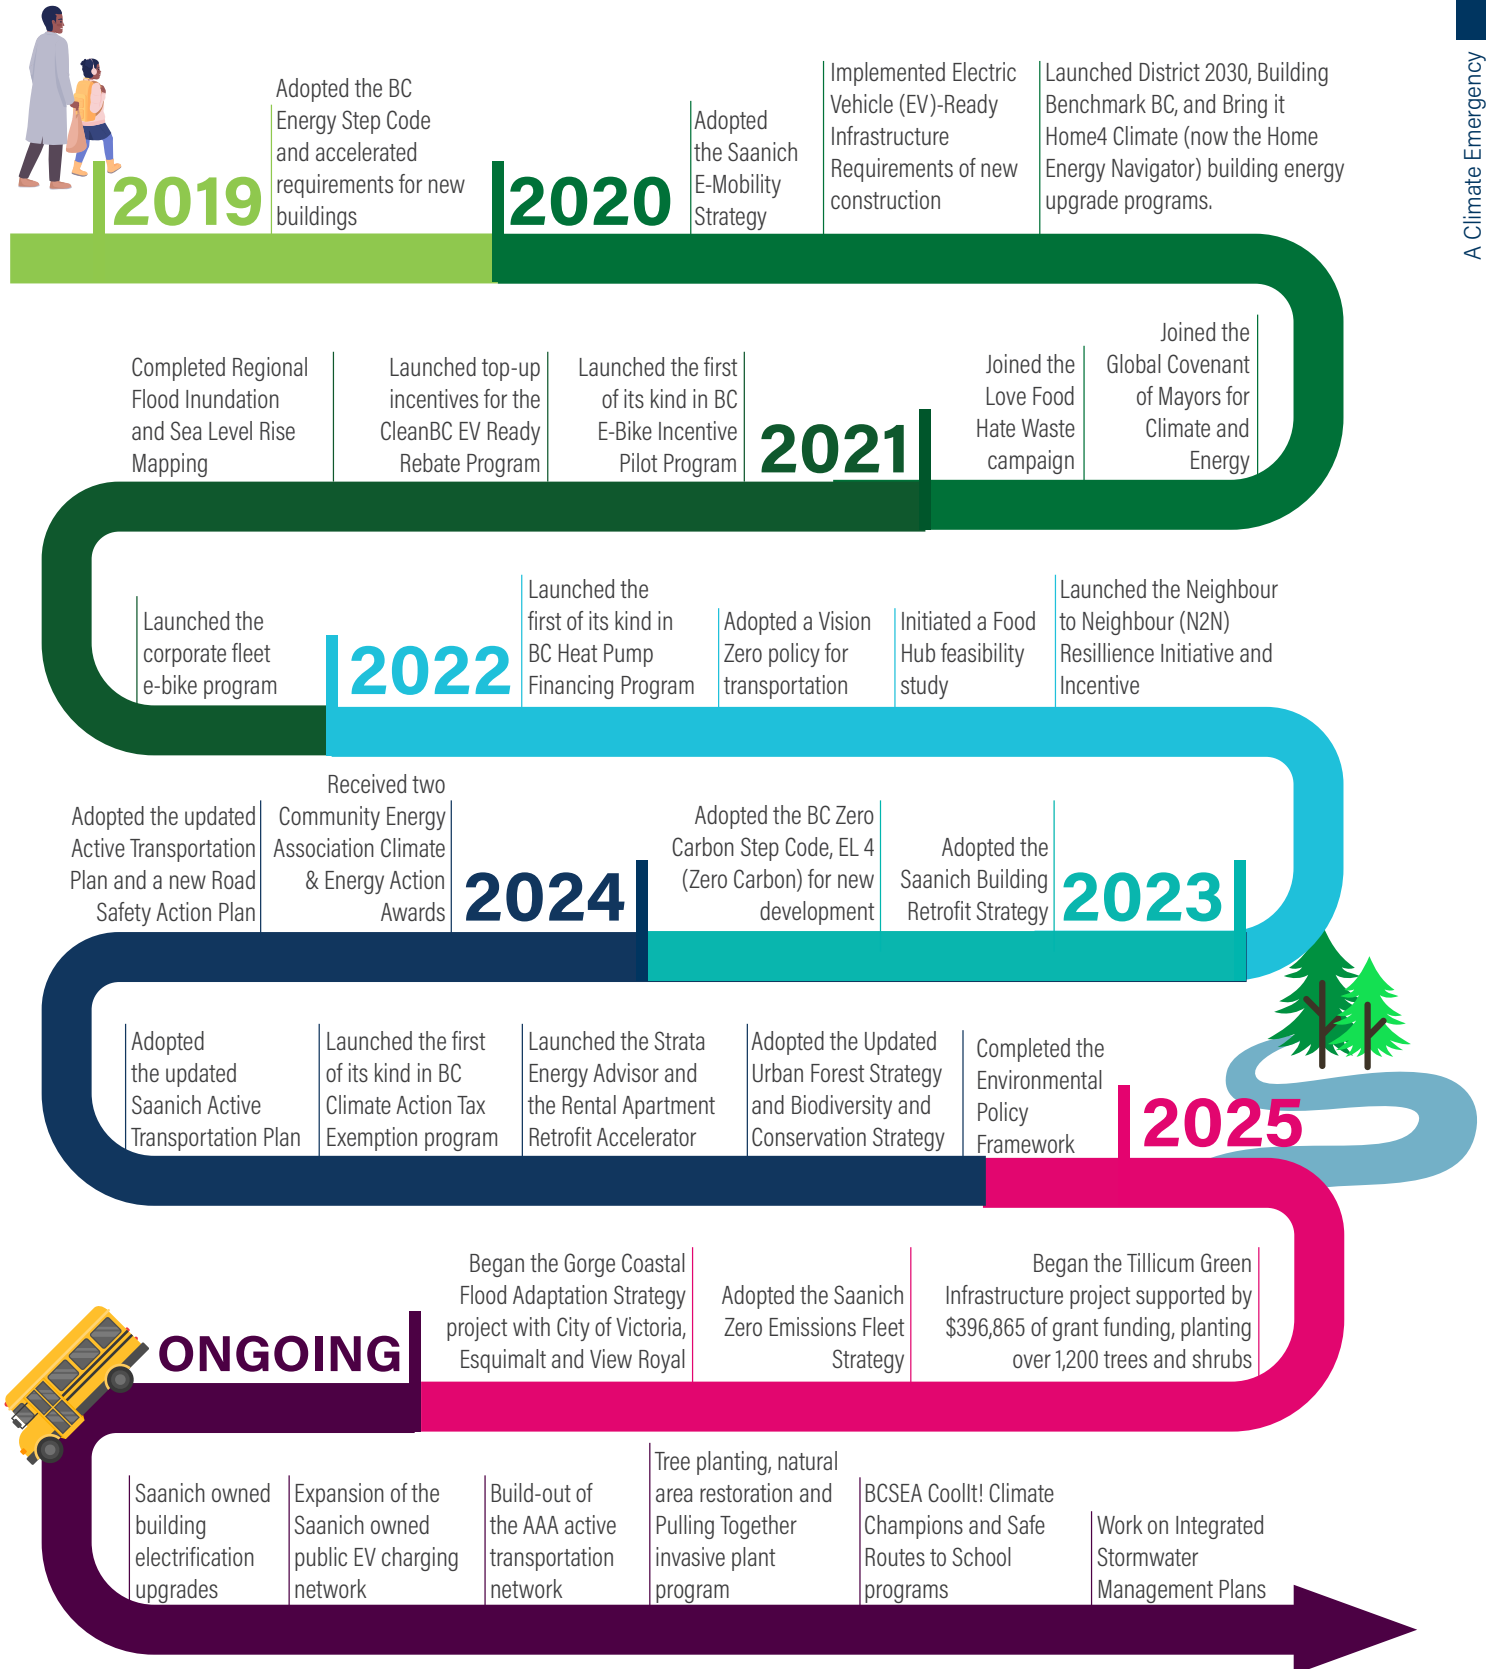 A Climate Emergency
2019
Adopted the BC
Energy Step Code
and accelerated
requirements for new
buildings
2020
Adopted
the Saanich
E-Mobility
Strategy
Implemented Electric
Vehicle (EV)-Ready
Infrastructure
Requirements of new
construction
Launched District 2030, Building
Benchmark BC, and Bring it
Home4 Climate (now the Home
Energy Navigator) building energy
upgrade programs.
Joined the
Global Covenant
of Mayors for
Climate and
Energy
Joined the
Love Food
Hate Waste
campaign
2021
Launched the first
of its kind in BC
E-Bike Incentive
Pilot Program
Launched top-up
incentives for the
CleanBC EV Ready
Rebate Program
Completed Regional
Flood Inundation
and Sea Level Rise
Mapping
Launched the
corporate fleet
e-bike program
2022
Launched the
first of its kind in
BC Heat Pump
Financing Program
Adopted a Vision
Zero policy for
transportation
Initiated a Food
Hub feasibility
study
Launched the Neighbour
to Neighbour (N2N)
Resillience Initiative and
Incentive
2023
Adopted the
Saanich Building
Retrofit Strategy
Adopted the BC Zero
Carbon Step Code, EL 4
(Zero Carbon) for new
development
2024
Received two
Community Energy
Association Climate
& Energy Action
Awards
Adopted the updated
Active Transportation
Plan and a new Road
Safety Action Plan
Adopted
the updated
Saanich Active
Transportation Plan
Launched the first
of its kind in BC
Climate Action Tax
Exemption program
Launched the Strata
Energy Advisor and
the Rental Apartment
Retrofit Accelerator
Adopted the Updated
Urban Forest Strategy
and Biodiversity and
Conservation Strategy
Completed the
Environmental
Policy
Framework
2025
Began the Tillicum Green
Infrastructure project supported by
$396,865 of grant funding, planting
over 1,200 trees and shrubs
Adopted the Saanich
Zero Emissions Fleet
Strategy
Began the Gorge Coastal
Flood Adaptation Strategy
project with City of Victoria,
Esquimalt and View Royal
ONGOING
Saanich owned
building
electrification
upgrades
Expansion of the
Saanich owned
public EV charging
network
Build-out of
the AAA active
transportation
network
Tree planting, natural
area restoration and
Pulling Together
invasive plant
program
BCSEA CoolIt! Climate
Champions and Safe
Routes to School
programs
Work on Integrated
Stormwater
Management Plans